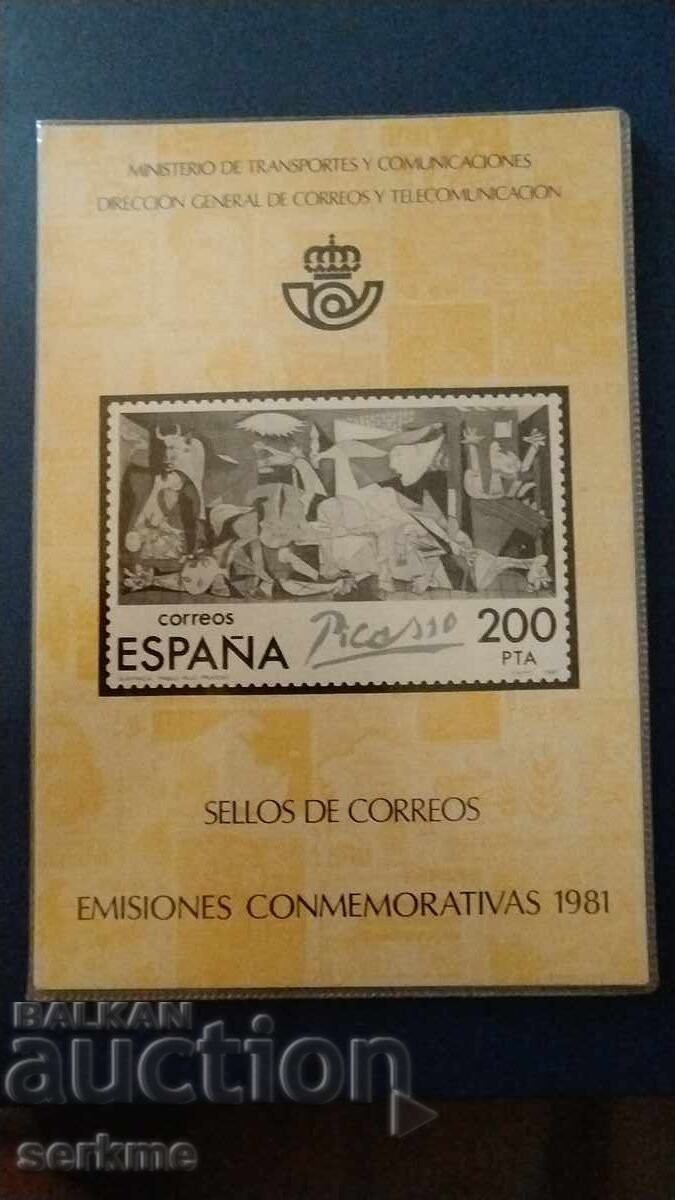 MINISTERIO DE TRANSPORTES Y COMUNICACIONES
DIRECCION GENERAL DE CORREOS Y TELECOMUNICACION
correos
ESPAÑA
Picasso
200
PTA
SELLOS DE CORREOS
EMISIONES CONMEMORATIVAS 1981
BALKAN
auction
serkme